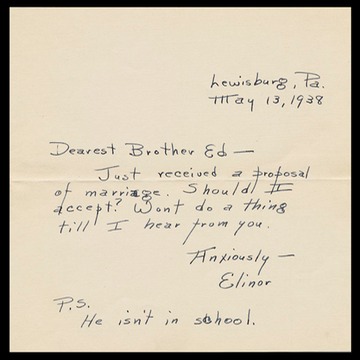 Lewisburg, Pa.
May 13, 1938
Dearest Brother Ed —
Just received a proposal
of marriage. Should I
accept? Wont do a thing
till I hear from you.
Anxiously —
Elinor
P.S.
He isn't in school.